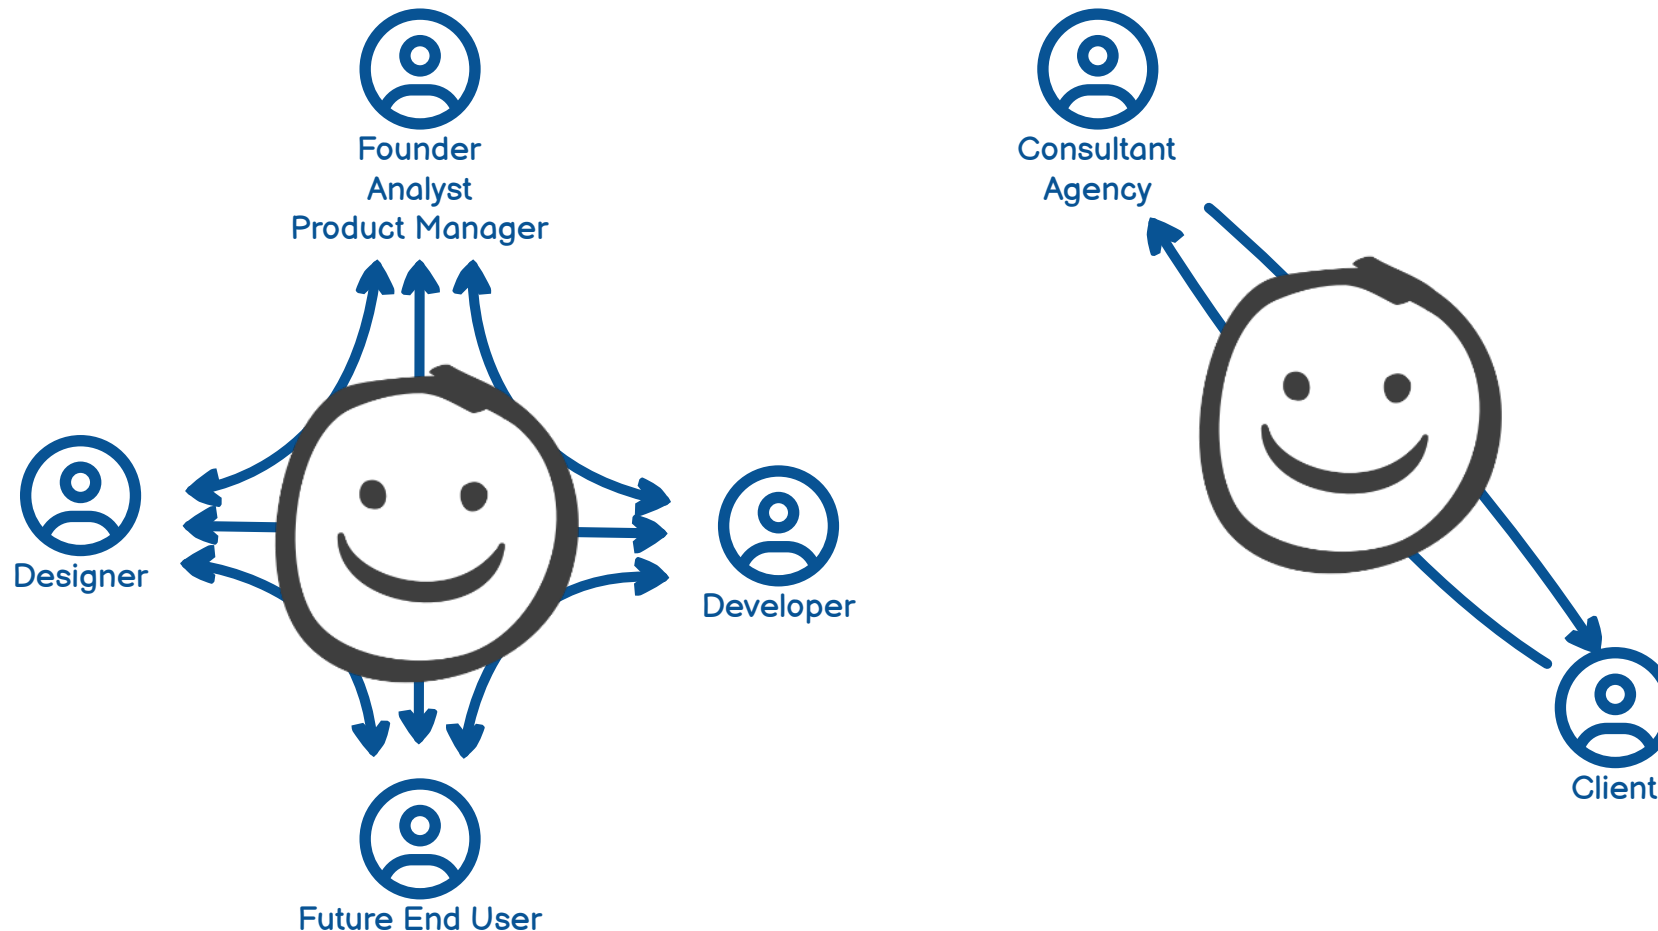 Founder
Analyst
Product Manager
Designer
Developer
Future End User
Consultant
Agency
Client